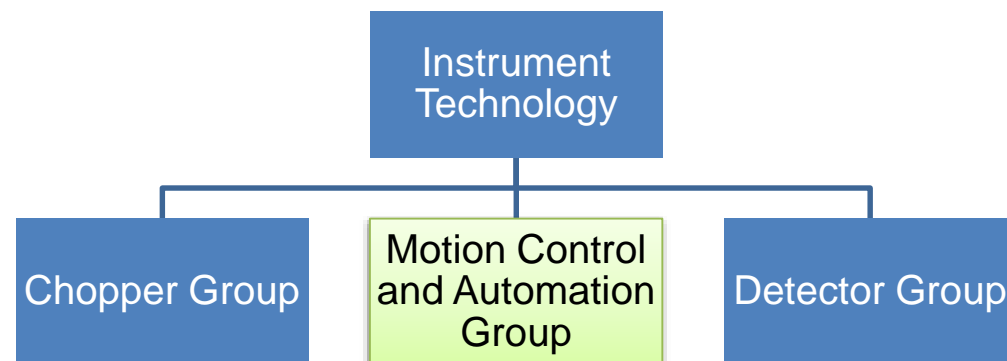 Instrument
Technology
Chopper Group
Motion Control
and Automation
Group
Detector Group